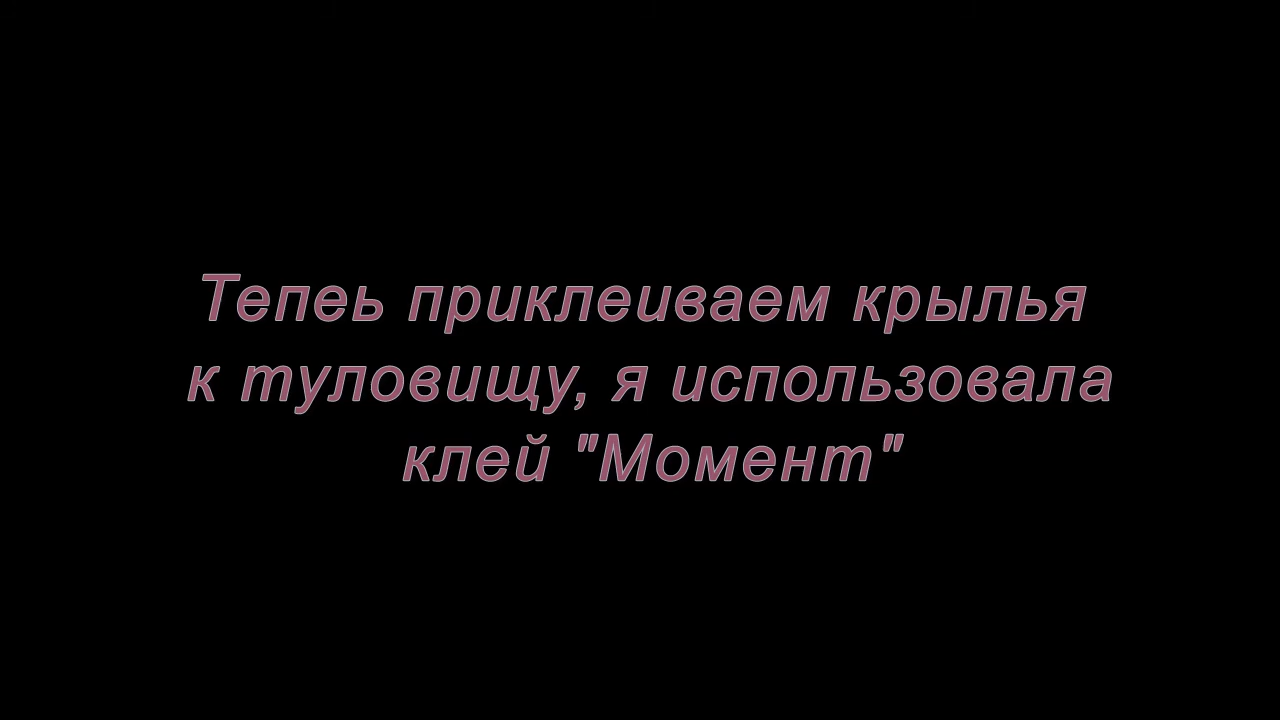 Тепеь приклеиваем крылья
к туловищу, я использовала
клей "Момент"